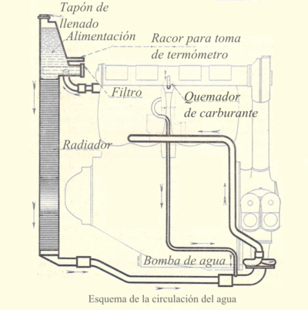 Tapón de
llenado
Alimentación
Racor para toma
de termómetro
Filtro
Quemador
de carburante
Radiador
Bomba de agua
Esquema de la circulación del agua